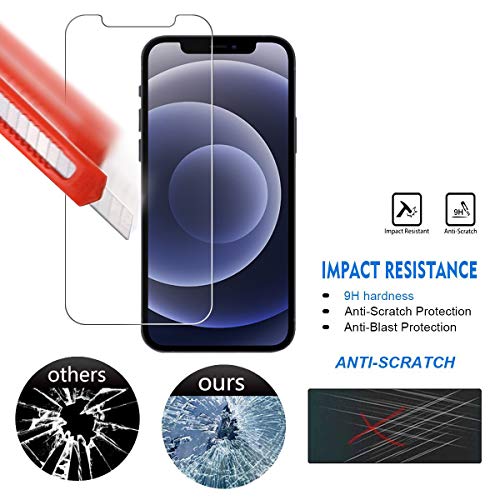 9H
Impact Resistant
Anti-Scratch
IMPACT RESISTANCE
9H hardness
Anti-Scratch Protection
Anti-Blast Protection
ANTI-SCRATCH
others
ours